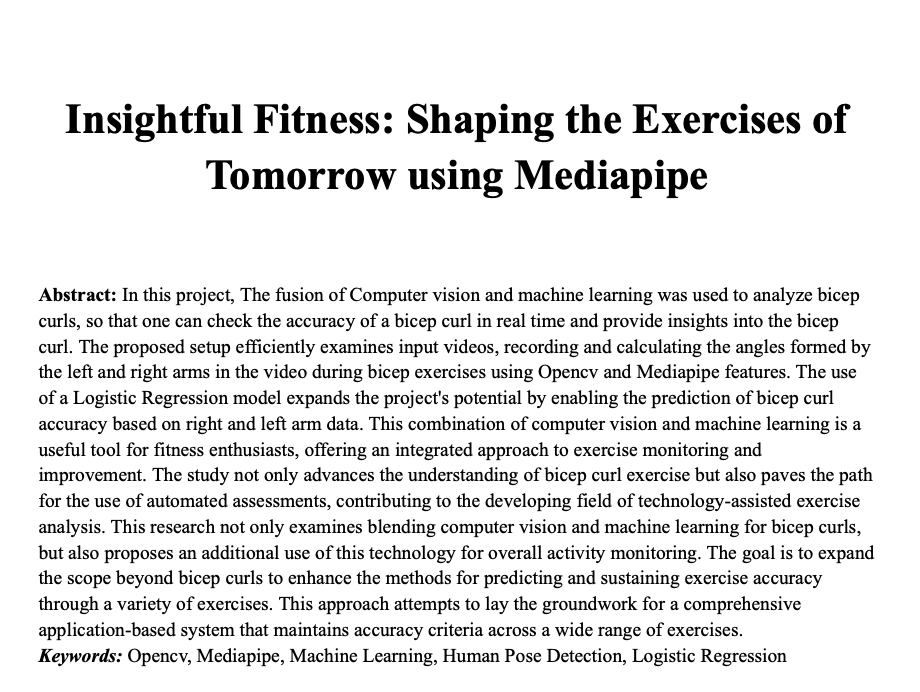 Insightful Fitness: Shaping the Exercises of
Tomorrow using Mediapipe
Abstract: In this project, The fusion of Computer vision and machine learning was used to analyze bicep
curls, so that one can check the accuracy of a bicep curl in real time and provide insights into the bicep
curl. The proposed setup efficiently examines input videos, recording and calculating the angles formed by
the left and right arms in the video during bicep exercises using Opencv and Mediapipe features. The use
of a Logistic Regression model expands the project's potential by enabling the prediction of bicep curl
accuracy based on right and left arm data. This combination of computer vision and machine learning is a
useful tool for fitness enthusiasts, offering an integrated approach to exercise monitoring and
improvement. The study not only advances the understanding of bicep curl exercise but also paves the path
for the use of automated assessments, contributing to the developing field of technology-assisted exercise
analysis. This research not only examines blending computer vision and machine learning for bicep curls,
but also proposes an additional use of this technology for overall activity monitoring. The goal is to expand
the scope beyond bicep curls to enhance the methods for predicting and sustaining exercise accuracy
through a variety of exercises. This approach attempts to lay the groundwork for a comprehensive
application-based system that maintains accuracy criteria across a wide range of exercises.
Keywords: Opencv, Mediapipe, Machine Learning, Human Pose Detection, Logistic Regression